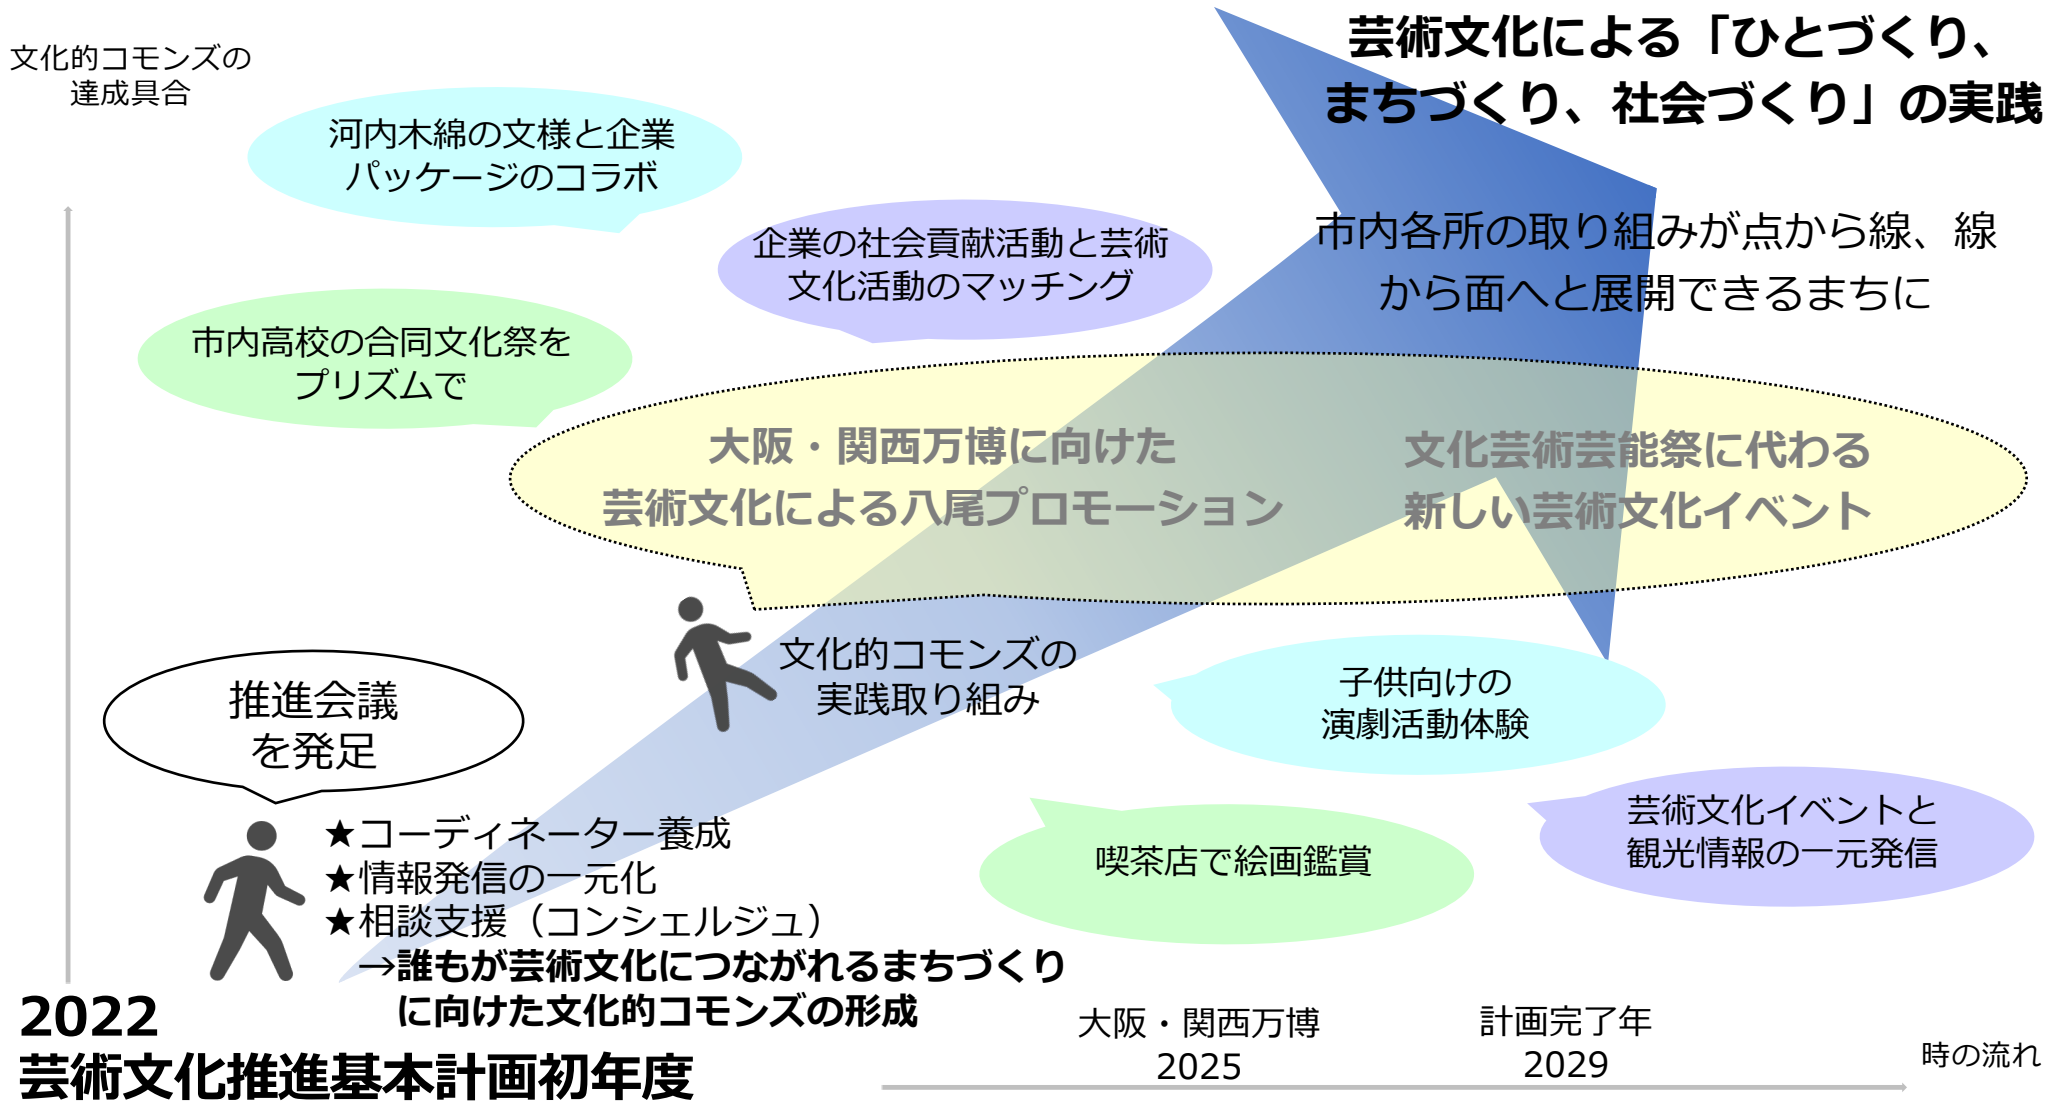 文化的コモンズの
達成具合
芸術文化による「ひとづくり、
まちづくり、社会づくり」の実践
河内木綿の文様と企業
パッケージのコラボ
企業の社会貢献活動と芸術
文化活動のマッチング
市内各所の取り組みが点から線、線
から面へと展開できるまちに
市内高校の合同文化祭を
プリズムで
大阪・関西万博に向けた
芸術文化による八尾プロモーション
文化芸術芸能祭に代わる
新しい芸術文化イベント
文化的コモンズの
実践取り組み
推進会議
を発足
子供向けの
演劇活動体験
芸術文化イベントと
観光情報の一元発信
喫茶店で絵画鑑賞
★コーディネーター養成
★情報発信の一元化
★相談支援（コンシェルジュ）
→誰もが芸術文化につながれるまちづくり
に向けた文化的コモンズの形成
2022
芸術文化推進基本計画初年度
大阪・関西万博
2025
計画完了年
2029
時の流れ